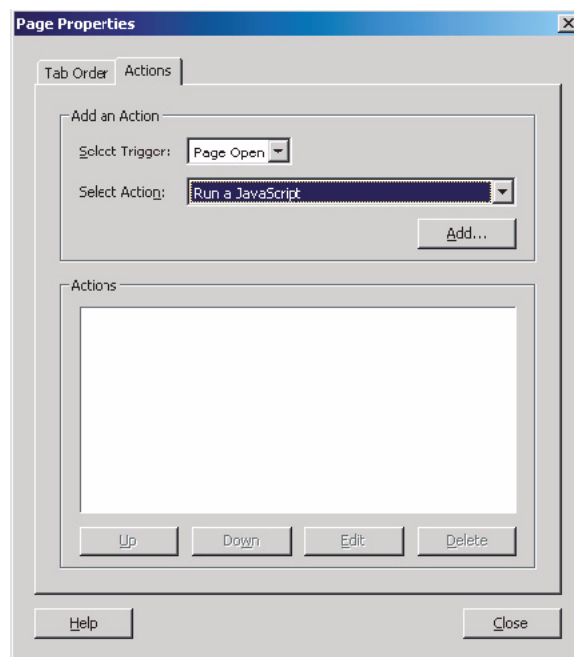 Page Properties
Tab Order Actions
Add an Action
Select Trigger: Page Open
Select Action: Run a JavaScript
Add...
Actions
Up Down Edit Delete
Help Close